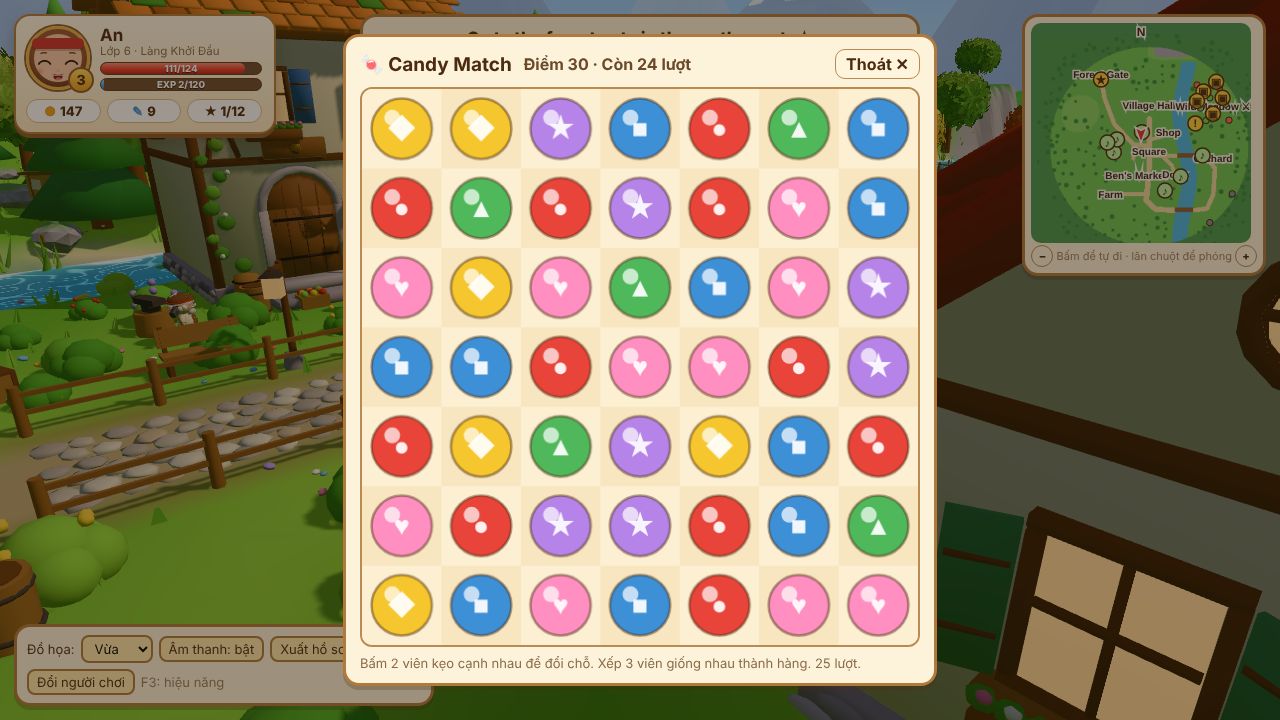 An
Lớp 6 · Làng Khởi Đầu
111/124
EXP 2/120
3
147
9
★ 1/12
Candy Match
Điểm 30 · Còn 24 lượt
Thoát ✕
Bấm 2 viên kẹo cạnh nhau để đổi chỗ. Xếp 3 viên giống nhau thành hàng. 25 lượt.
N
Gate
Village Hall
Shop
Square
Ben's Market
Farm
− Bấm để tự đi · lăn chuột để phóng +
Đồ họa: Vừa
Âm thanh: bật
Xuất hồ sơ
Đổi người chơi
F3: hiệu năng